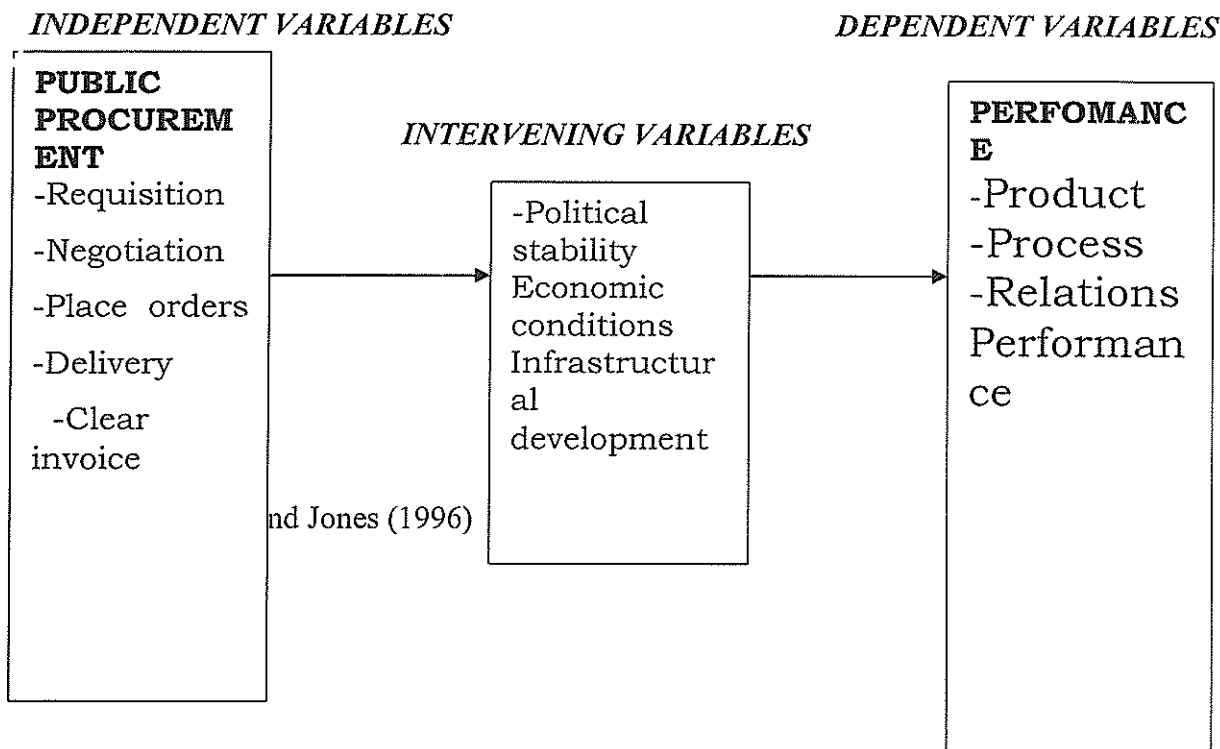 INDEPENDENT VARIABLES
DEPENDENT VARIABLES
PUBLIC
PROCUREM
ENT
-Requisition
-Negotiation
-Place orders
-Delivery
-Clear
invoice
INTERVENING VARIABLES
-Political
stability
Economic
conditions
Infrastructur
al
development
PERFOMANC
E
-Product
-Process
-Relations
Performan
ce
nd Jones (1996)